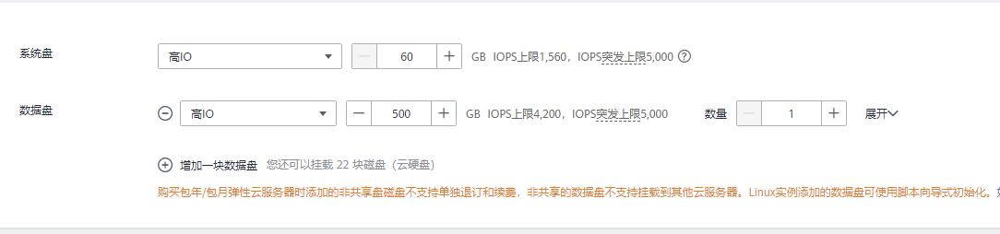 系统盘 高IO 60 GB IOPS上限1,560，IOPS突发上限5,000
数据盘 高IO 500 GB IOPS上限4,200，IOPS突发上限5,000 数量 1 展开
增加一块数据盘 您还可以挂载 22 块磁盘（云硬盘）
购买包年/包月弹性云服务器时添加的非共享盘磁盘不支持单独退订和续费，非共享的数据盘不支持挂载到其他云服务器。Linux实例添加的数据盘可使用脚本向导式初始化。